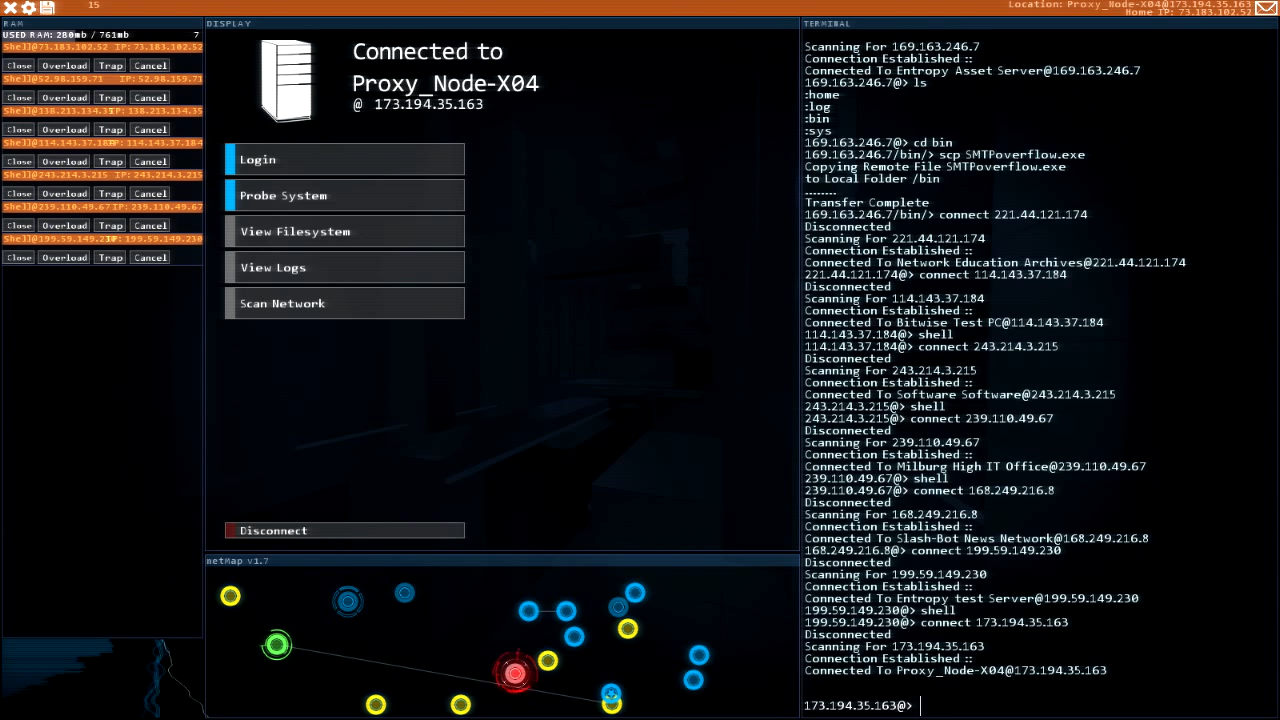 15
Location: Proxy_Node-X04@173.194.35.163
Home IP: 73.183.102.52
RAM
USED RAM: 280mb / 761mb 7
Shell@73.183.102.52 IP: 73.183.102.52
Close Overload Trap Cancel
Shell@52.98.159.71 IP: 52.98.159.71
Close Overload Trap Cancel
Shell@138.213.134.35 IP: 138.213.134.35
Close Overload Trap Cancel
Shell@114.143.37.184 IP: 114.143.37.184
Close Overload Trap Cancel
Shell@243.214.3.215 IP: 243.214.3.215
Close Overload Trap Cancel
Shell@239.110.49.67 IP: 239.110.49.67
Close Overload Trap Cancel
Shell@199.59.149.230 IP: 199.59.149.230
Close Overload Trap Cancel
DISPLAY
Connected to
Proxy_Node-X04
@ 173.194.35.163
Login
Probe System
View Filesystem
View Logs
Scan Network
Disconnect
netMap v1.7
TERMINAL
Scanning For 169.163.246.7
Connection Established ::
Connected To Entropy Asset Server@169.163.246.7
169.163.246.7@> ls
:home
:log
:bin
:sys
169.163.246.7@> cd bin
169.163.246.7/bin/> scp SMTPoverflow.exe
Copying Remote File SMTPoverflow.exe
to Local Folder /bin
--------
Transfer Complete
169.163.246.7/bin/> connect 221.44.121.174
Disconnected
Scanning For 221.44.121.174
Connection Established ::
Connected To Network Education Archives@221.44.121.174
221.44.121.174@> connect 114.143.37.184
Disconnected
Scanning For 114.143.37.184
Connection Established ::
Connected To Bitwise Test PC@114.143.37.184
114.143.37.184@> shell
114.143.37.184@> connect 243.214.3.215
Disconnected
Scanning For 243.214.3.215
Connection Established ::
Connected To Software Software@243.214.3.215
243.214.3.215@> shell
243.214.3.215@> connect 239.110.49.67
Disconnected
Scanning For 239.110.49.67
Connection Established ::
Connected To Milburg High IT Office@239.110.49.67
239.110.49.67@> shell
239.110.49.67@> connect 168.249.216.8
Disconnected
Scanning For 168.249.216.8
Connection Established ::
Connected To Slash-Bot News Network@168.249.216.8
168.249.216.8@> connect 199.59.149.230
Disconnected
Scanning For 199.59.149.230
Connection Established ::
Connected To Entropy test Server@199.59.149.230
199.59.149.230@> shell
199.59.149.230@> connect 173.194.35.163
Disconnected
Scanning For 173.194.35.163
Connection Established ::
Connected To Proxy_Node-X04@173.194.35.163
173.194.35.163@>